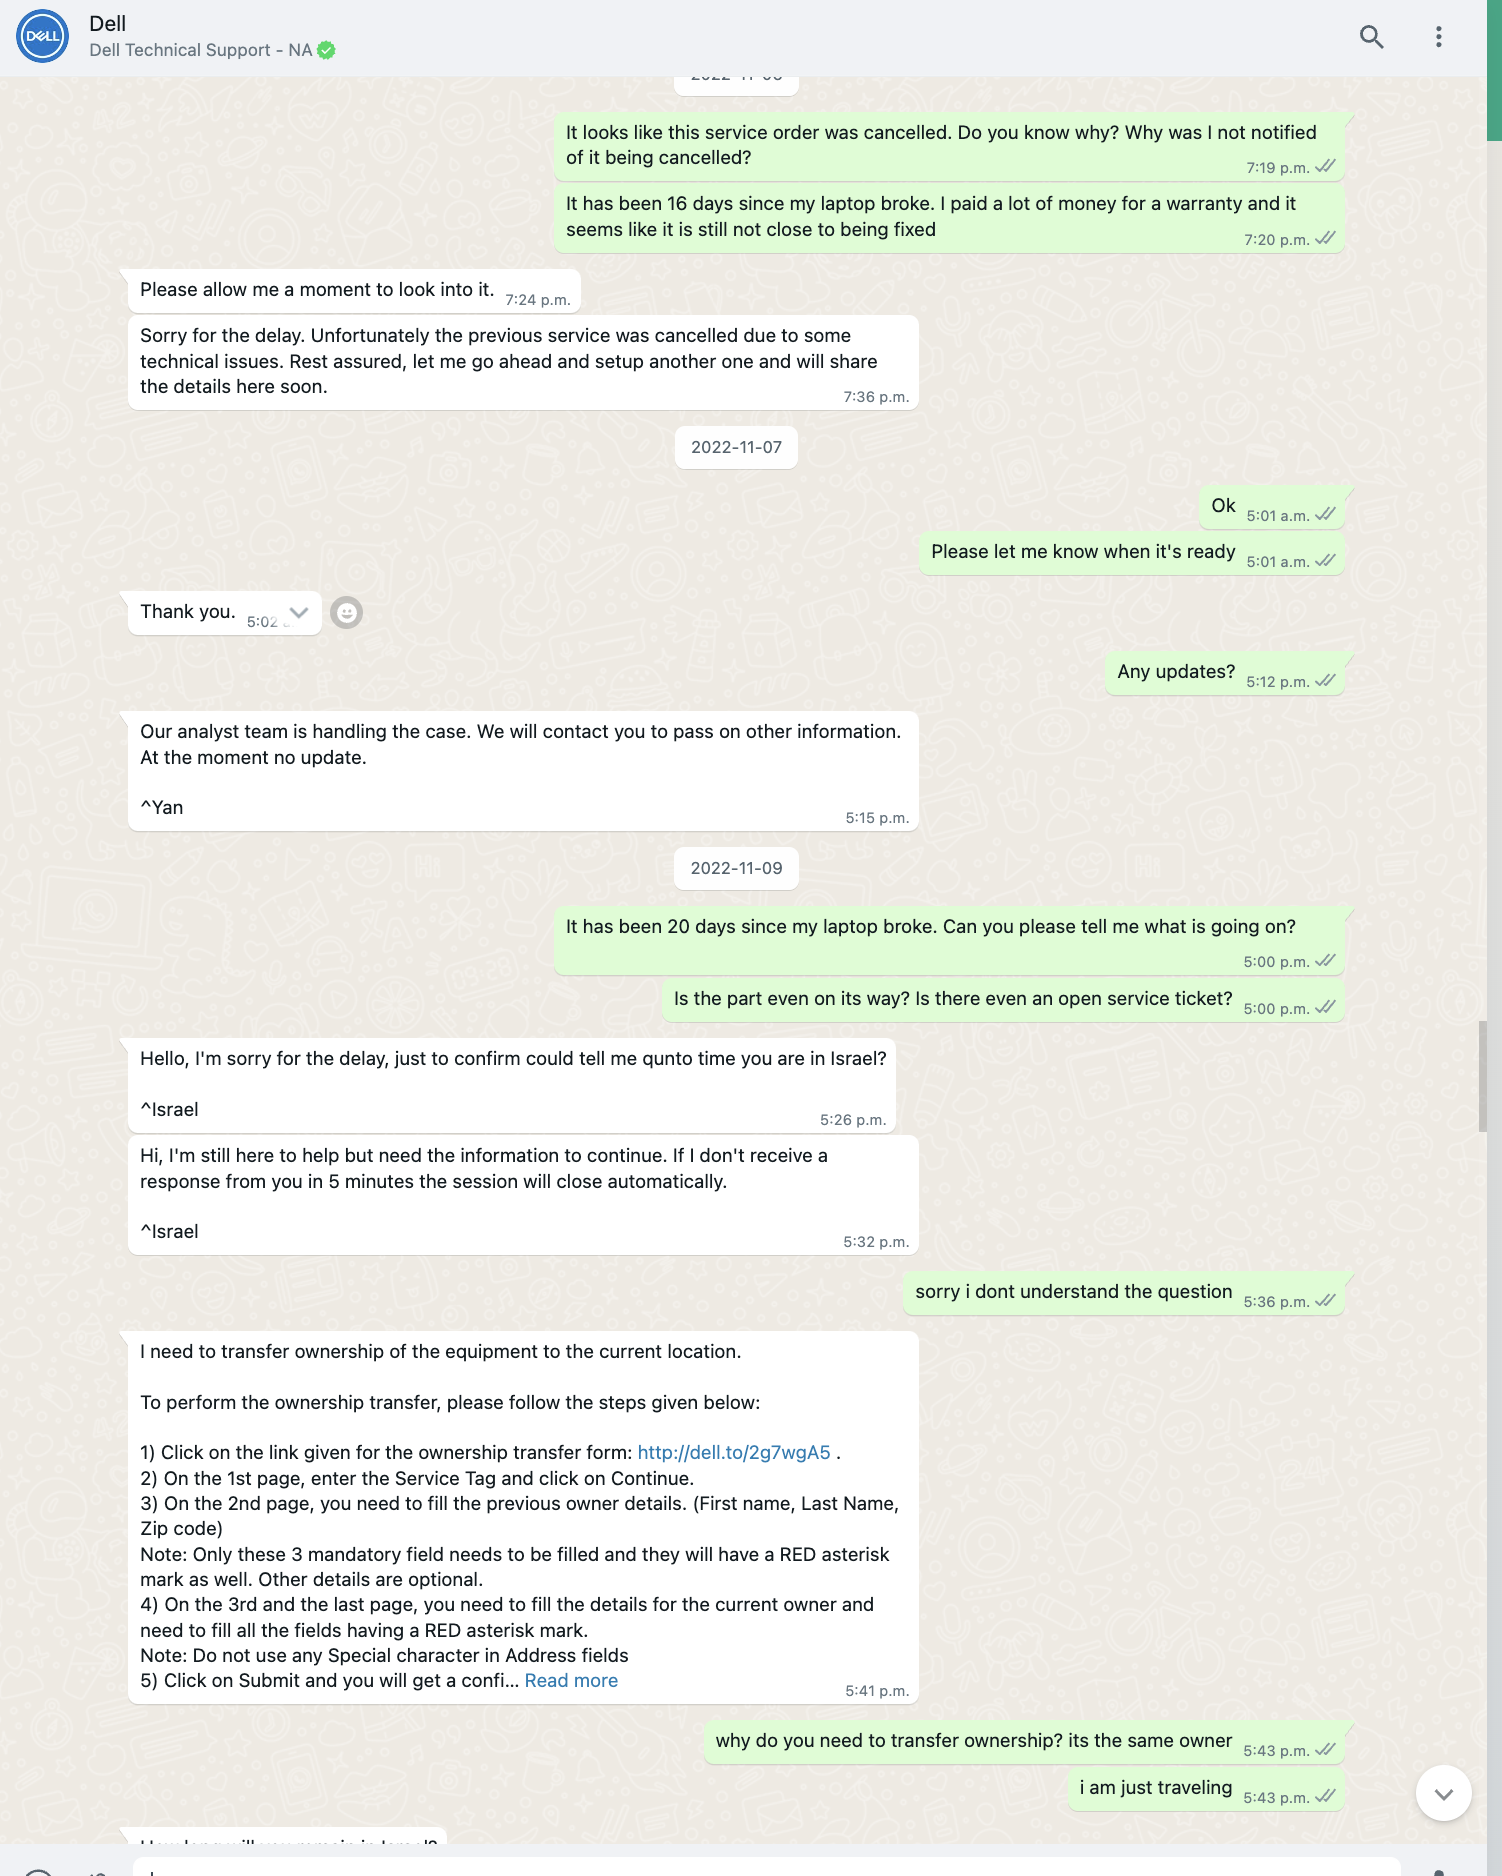 DELL
Dell
Dell Technical Support - NA
It looks like this service order was cancelled. Do you know why? Why was I not notified
of it being cancelled?
7:19 p.m.
It has been 16 days since my laptop broke. I paid a lot of money for a warranty and it
seems like it is still not close to being fixed
7:20 p.m.
Please allow me a moment to look into it.
7:24 p.m.
Sorry for the delay. Unfortunately the previous service was cancelled due to some
technical issues. Rest assured, let me go ahead and setup another one and will share
the details here soon.
7:36 p.m.
2022-11-07
Ok
5:01 a.m.
Please let me know when it's ready
5:01 a.m.
Thank you.
5:02
Any updates?
5:12 p.m.
Our analyst team is handling the case. We will contact you to pass on other information.
At the moment no update.
^Yan
5:15 p.m.
2022-11-09
It has been 20 days since my laptop broke. Can you please tell me what is going on?
5:00 p.m.
Is the part even on its way? Is there even an open service ticket?
5:00 p.m.
Hello, I'm sorry for the delay, just to confirm could tell me qunto time you are in Israel?
^Israel
5:26 p.m.
Hi, I'm still here to help but need the information to continue. If I don't receive a
response from you in 5 minutes the session will close automatically.
^Israel
5:32 p.m.
sorry i dont understand the question
5:36 p.m.
I need to transfer ownership of the equipment to the current location.
To perform the ownership transfer, please follow the steps given below:
1) Click on the link given for the ownership transfer form: http://dell.to/2g7wgA5 .
2) On the 1st page, enter the Service Tag and click on Continue.
3) On the 2nd page, you need to fill the previous owner details. (First name, Last Name,
Zip code)
Note: Only these 3 mandatory field needs to be filled and they will have a RED asterisk
mark as well. Other details are optional.
4) On the 3rd and the last page, you need to fill the details for the current owner and
need to fill all the fields having a RED asterisk mark.
Note: Do not use any Special character in Address fields
5) Click on Submit and you will get a confi... Read more
5:41 p.m.
why do you need to transfer ownership? its the same owner
5:43 p.m.
i am just traveling
5:43 p.m.